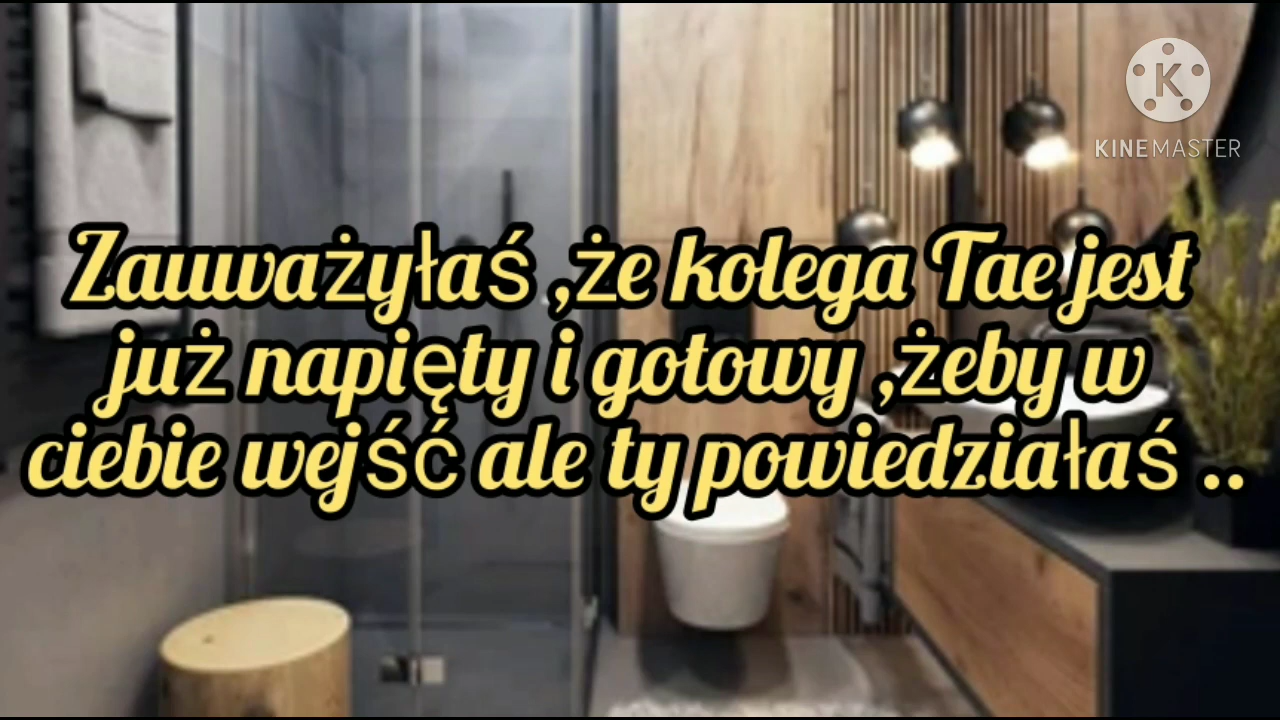 KINEMASTER
Zauważyłaś ,że kolega Tae jest
już napięty i gotowy ,żeby w
ciebie wejść ale ty powiedziałaś ..